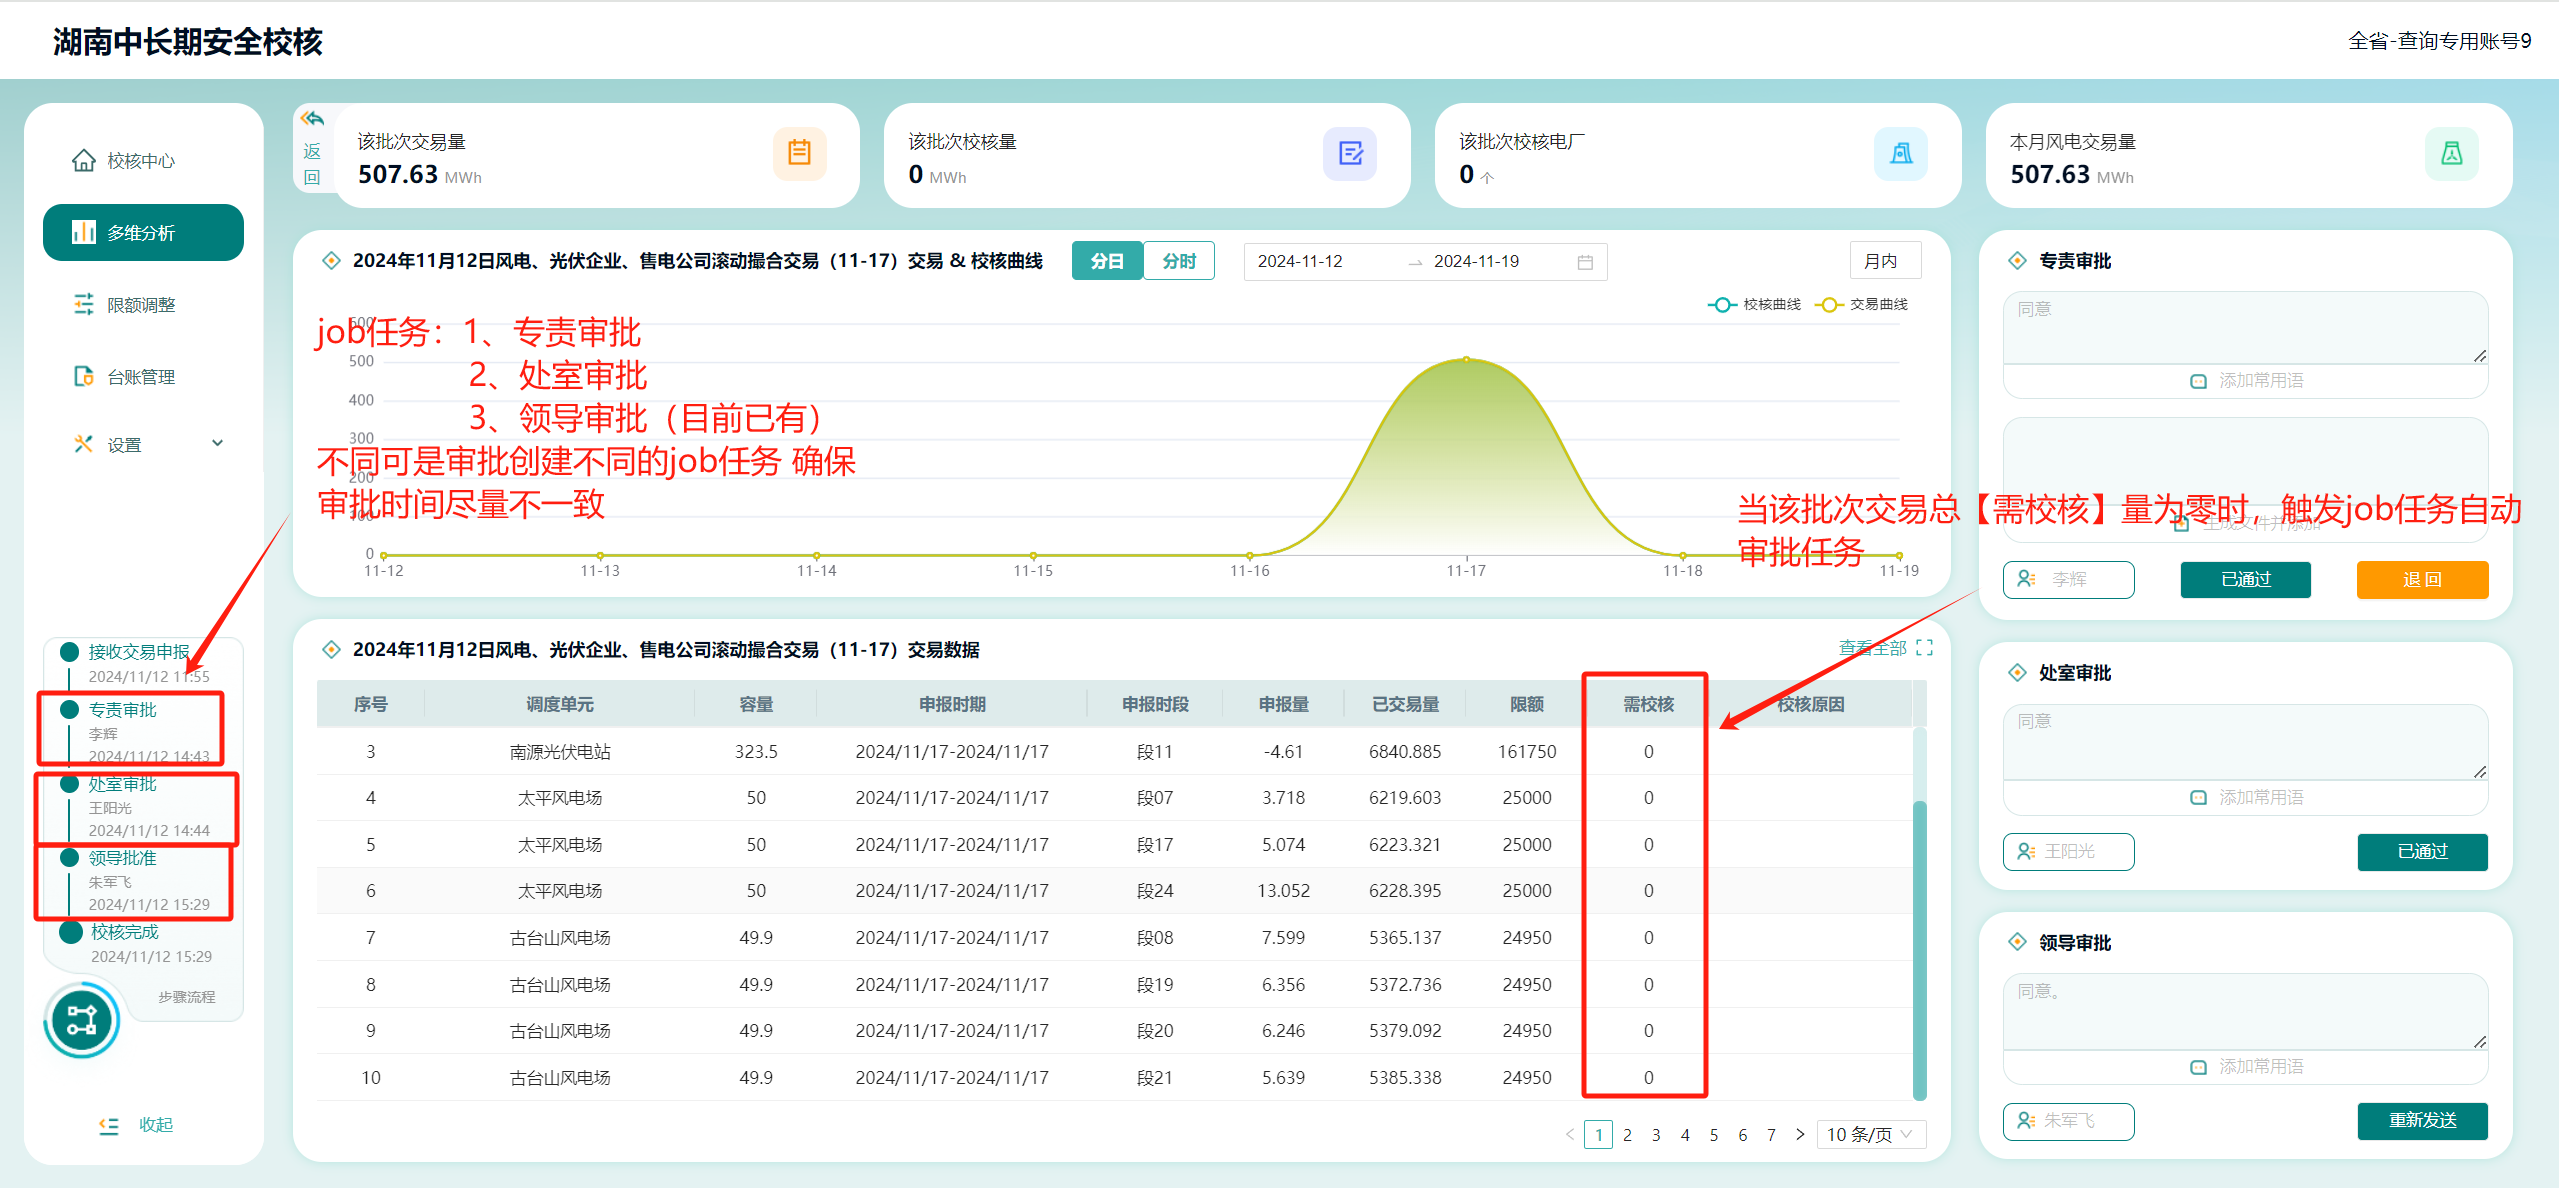 湖南中长期安全校核
全省-查询专用账号9
校核中心
多维分析
限额调整
台账管理
设置
接收交易申报
2024/11/12 11:55
专责审批
李辉
2024/11/12 14:43
处室审批
王阳光
2024/11/12 14:44
领导批准
朱军飞
2024/11/12 15:29
校核完成
2024/11/12 15:29
步骤流程
收起
返
回
该批次交易量
507.63 MWh
该批次校核量
0 MWh
该批次校核电厂
0 个
本月风电交易量
507.63 MWh
2024年11月12日风电、光伏企业、售电公司滚动撮合交易（11-17）交易 & 校核曲线
分日 分时
2024-11-12 → 2024-11-19
月内
校核曲线 交易曲线
600
500
400
300
200
100
0
11-12 11-13 11-14 11-15 11-16 11-17 11-18 11-19
job任务：1、专责审批
2、处室审批
3、领导审批（目前已有）
不同可是审批创建不同的job任务 确保
审批时间尽量不一致
当该批次交易总【需校核】量为零时，触发job任务自动
审批任务
2024年11月12日风电、光伏企业、售电公司滚动撮合交易（11-17）交易数据
查看全部
序号 调度单元 容量 申报时期 申报时段 申报量 已交易量 限额 需校核 校核原因
3 南源光伏电站 323.5 2024/11/17-2024/11/17 段11 -4.61 6840.885 161750 0
4 太平风电场 50 2024/11/17-2024/11/17 段07 3.718 6219.603 25000 0
5 太平风电场 50 2024/11/17-2024/11/17 段17 5.074 6223.321 25000 0
6 太平风电场 50 2024/11/17-2024/11/17 段24 13.052 6228.395 25000 0
7 古台山风电场 49.9 2024/11/17-2024/11/17 段08 7.599 5365.137 24950 0
8 古台山风电场 49.9 2024/11/17-2024/11/17 段19 6.356 5372.736 24950 0
9 古台山风电场 49.9 2024/11/17-2024/11/17 段20 6.246 5379.092 24950 0
10 古台山风电场 49.9 2024/11/17-2024/11/17 段21 5.639 5385.338 24950 0
< 1 2 3 4 5 6 7 > 10 条/页
专责审批
同意
添加常用语
生成文件并添加
李辉 已通过 退 回
处室审批
同意
添加常用语
王阳光 已通过
领导审批
同意。
添加常用语
朱军飞 重新发送